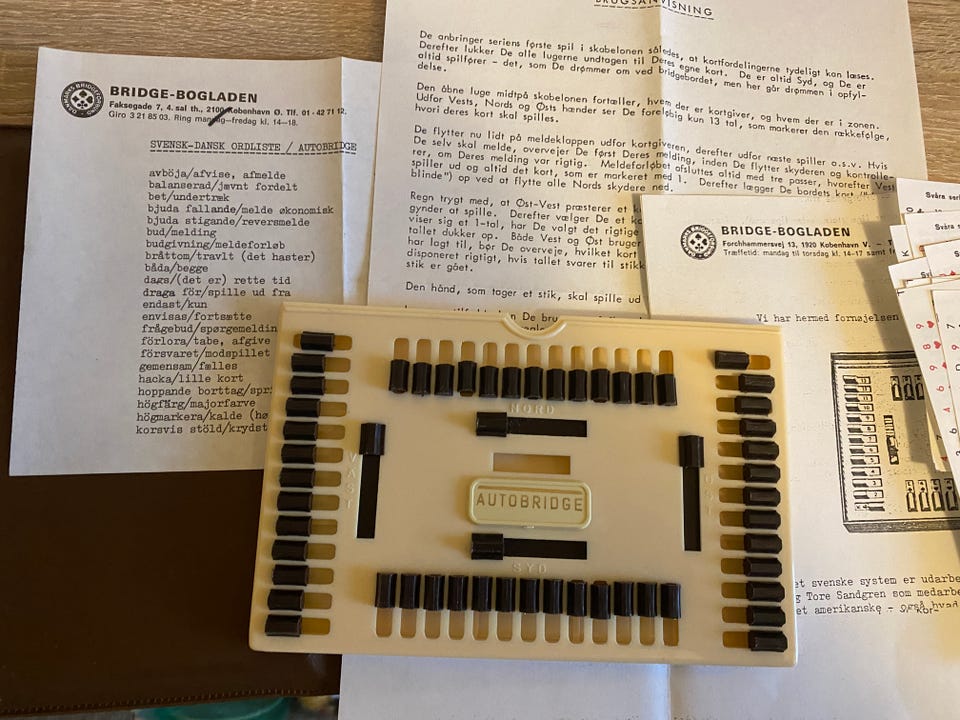 BRIDGE-BOGLADEN
Faksegade 7, 4. sal th., 2100 København Ø. Tlf. 01-42 71 12.
Giro 3 21 85 03. Ring mandag—fredag kl. 14—18.
SVENSK-DANSK ORDLISTE / AUTOBRIDGE
avböja/afvise, afmelde
balanserad/jævnt fordelt
bet/undertræk
bjuda fallande/melde økonomisk
bjuda stigande/reversmelde
bud/melding
budgivning/meldeforløb
bråttom/travlt (det haster)
båda/begge
dags/(det er) rette tid
draga för/spille ud fra
endast/kun
envisas/fortsætte
frågebud/spørgemeldin
förlora/tabe, afgive
försvaret/modspillet
gemensam/fælles
hacka/lille kort
hoppande borttag/spri
högfärg/majorfarve
högmarkera/kalde (hø
korsvis stöld/krydst
BRUGSANVISNING
De anbringer seriens første spil i skabelonen således, at kortfordelingerne tydeligt kan læses.
Derefter lukker De alle lugerne undtagen til Deres egne kort. De er altid Syd, og De er
altid spilfører - det, som De drømmer om ved bridgebordet, men her går drømmen i opfyl-
delse.
Den åbne luge midtpå skabelonen fortæller, hvem der er kortgiver, og hvem der er i zonen.
Udfor Vests, Nords og Østs hænder ser De foreløbig kun 13 tal, som markerer den rækkefølge,
hvori deres kort skal spilles.
De flytter nu lidt på meldeklappen udfor kortgiveren, derefter udfor næste spiller o.s.v. Hvis
De selv skal melde, overvejer De først Deres melding, inden De flytter skyderen og kontrolle-
rer, om Deres melding var rigtig. Meldeforløbet afsluttes altid med tre passer, hvorefter Vest
spiller ud og altid det kort, som er markeret med 1. Derefter lægger De bordets kort
blinde") op ved at flytte alle Nords skydere ned.
Regn trygt med, at Øst-Vest præsterer et
gynder at spille. Derefter vælger De et
viser sig et 1-tal, har De valgt det rigtige
tallet dukker op. Både Vest og Øst bruger
har lagt til, bør De overveje, hvilket kort
disponeret rigtigt, hvis tallet svarer til stikk
stik er gået.
Den hånd, som tager et stik, skal spille ud
BRIDGE-BOGLADEN
Forchhammersvej 13, 1920 København V.
Træffetid: mandag til torsdag kl. 14-17 samt
Vi har hermed fornøjelsen
Svåra
Svåra seri
NORD
VÄST
ÖST
AUTOBRIDGE
SYD
et svenske system er udarbe
Tore Sandgren som medarbe
et amerikanske - også hvad